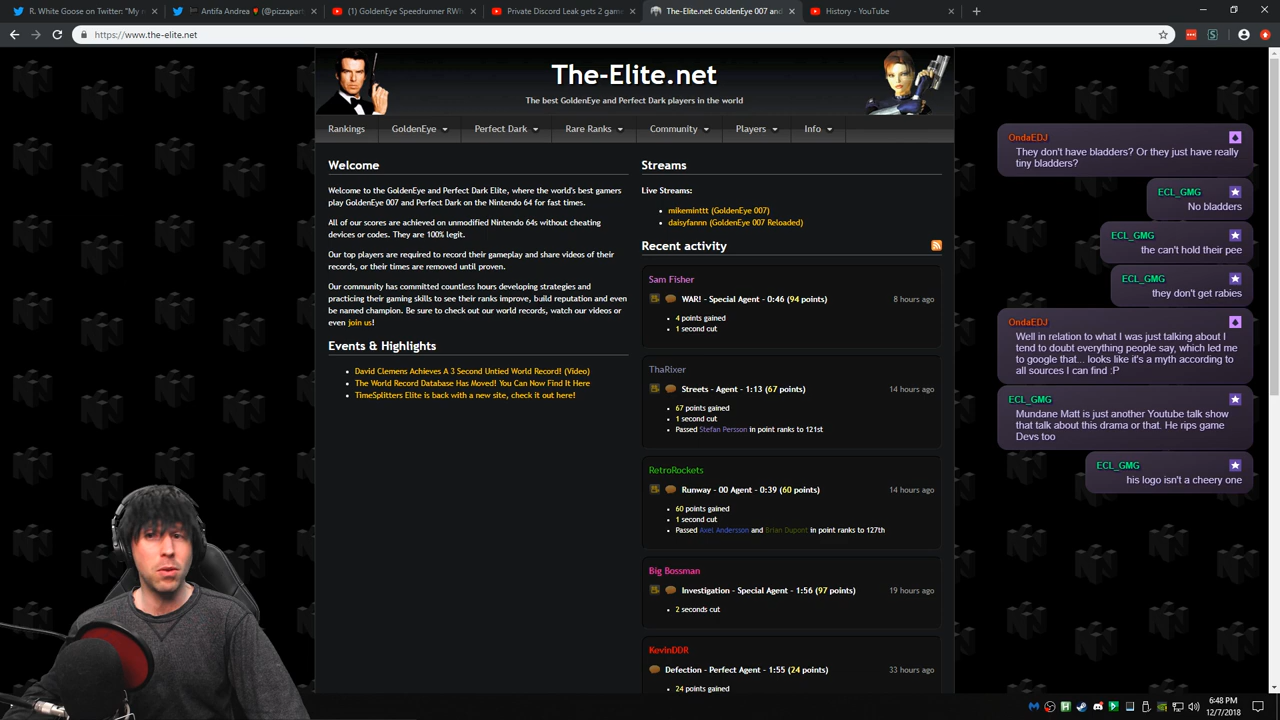 R. White Goose on Twitter: "My n
Antifa Andrea
(@pizzaparty
(1) GoldenEye Speedrunner RWh
Private Discord Leak gets 2 game
The-Elite.net: GoldenEye 007 and
History - YouTube
https://www.the-elite.net
The-Elite.net
The best GoldenEye and Perfect Dark players in the world
Rankings
GoldenEye
Perfect Dark
Rare Ranks
Community
Players
Info
Welcome
Welcome to the GoldenEye and Perfect Dark Elite, where the world's best gamers
play GoldenEye 007 and Perfect Dark on the Nintendo 64 for fast times.
All of our scores are achieved on unmodified Nintendo 64s without cheating
devices or codes. They are 100% legit.
Our top players are required to record their gameplay and share videos of their
records, or their times are removed until proven.
Our community has committed countless hours developing strategies and
practicing their gaming skills to see their ranks improve, build reputation and even
be named champion. Be sure to check out our world records, watch our videos or
even join us!
Events & Highlights
• David Clemens Achieves A 3 Second Untied World Record! (Video)
• The World Record Database Has Moved! You Can Now Find It Here
• TimeSplitters Elite is back with a new site, check it out here!
Streams
Live Streams:
• mikeminttt (GoldenEye 007)
• daisyfannn (GoldenEye 007 Reloaded)
Recent activity
Sam Fisher
WAR! - Special Agent - 0:46 (94 points)
8 hours ago
• 4 points gained
• 1 second cut
ThaRixer
Streets - Agent - 1:13 (67 points)
14 hours ago
• 67 points gained
• 1 second cut
• Passed Stefan Persson in point ranks to 121st
RetroRockets
Runway - 00 Agent - 0:39 (60 points)
14 hours ago
• 60 points gained
• 1 second cut
• Passed Axel Andersson and Brian Dupont in point ranks to 127th
Big Bossman
Investigation - Special Agent - 1:56 (97 points)
19 hours ago
• 2 seconds cut
KevinDDR
Defection - Perfect Agent - 1:55 (24 points)
33 hours ago
• 24 points gained
OndaEDJ
They don't have bladders? Or they just have really
tiny bladders?
ECL_GMG
No bladders
ECL_GMG
the can't hold their pee
ECL_GMG
they don't get rabies
OndaEDJ
Well in relation to what I was just talking about I
tend to doubt everything people say, which led me
to google that... looks like it's a myth according to
all sources I can find :P
ECL_GMG
Mundane Matt is just another Youtube talk show
that talk about this drama or that. He rips game
Devs too
ECL_GMG
his logo isn't a cheery one
6:48 PM
12/7/2018